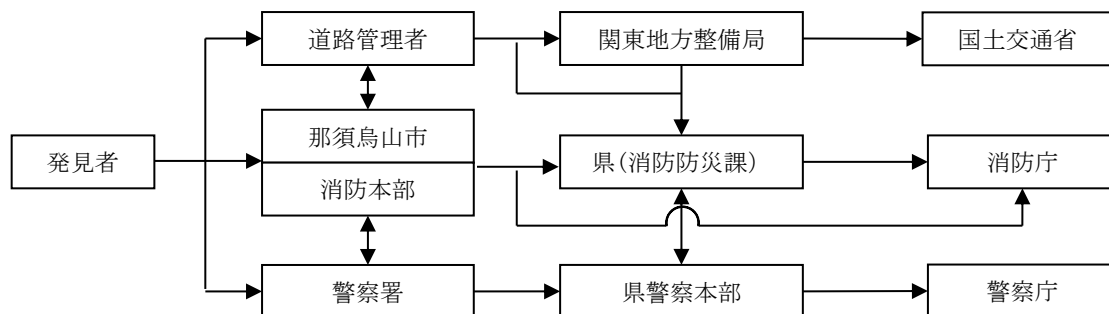 道路管理者
関東地方整備局
国土交通省
発見者
那須烏山市
消防本部
県(消防防災課)
消防庁
警察署
県警察本部
警察庁